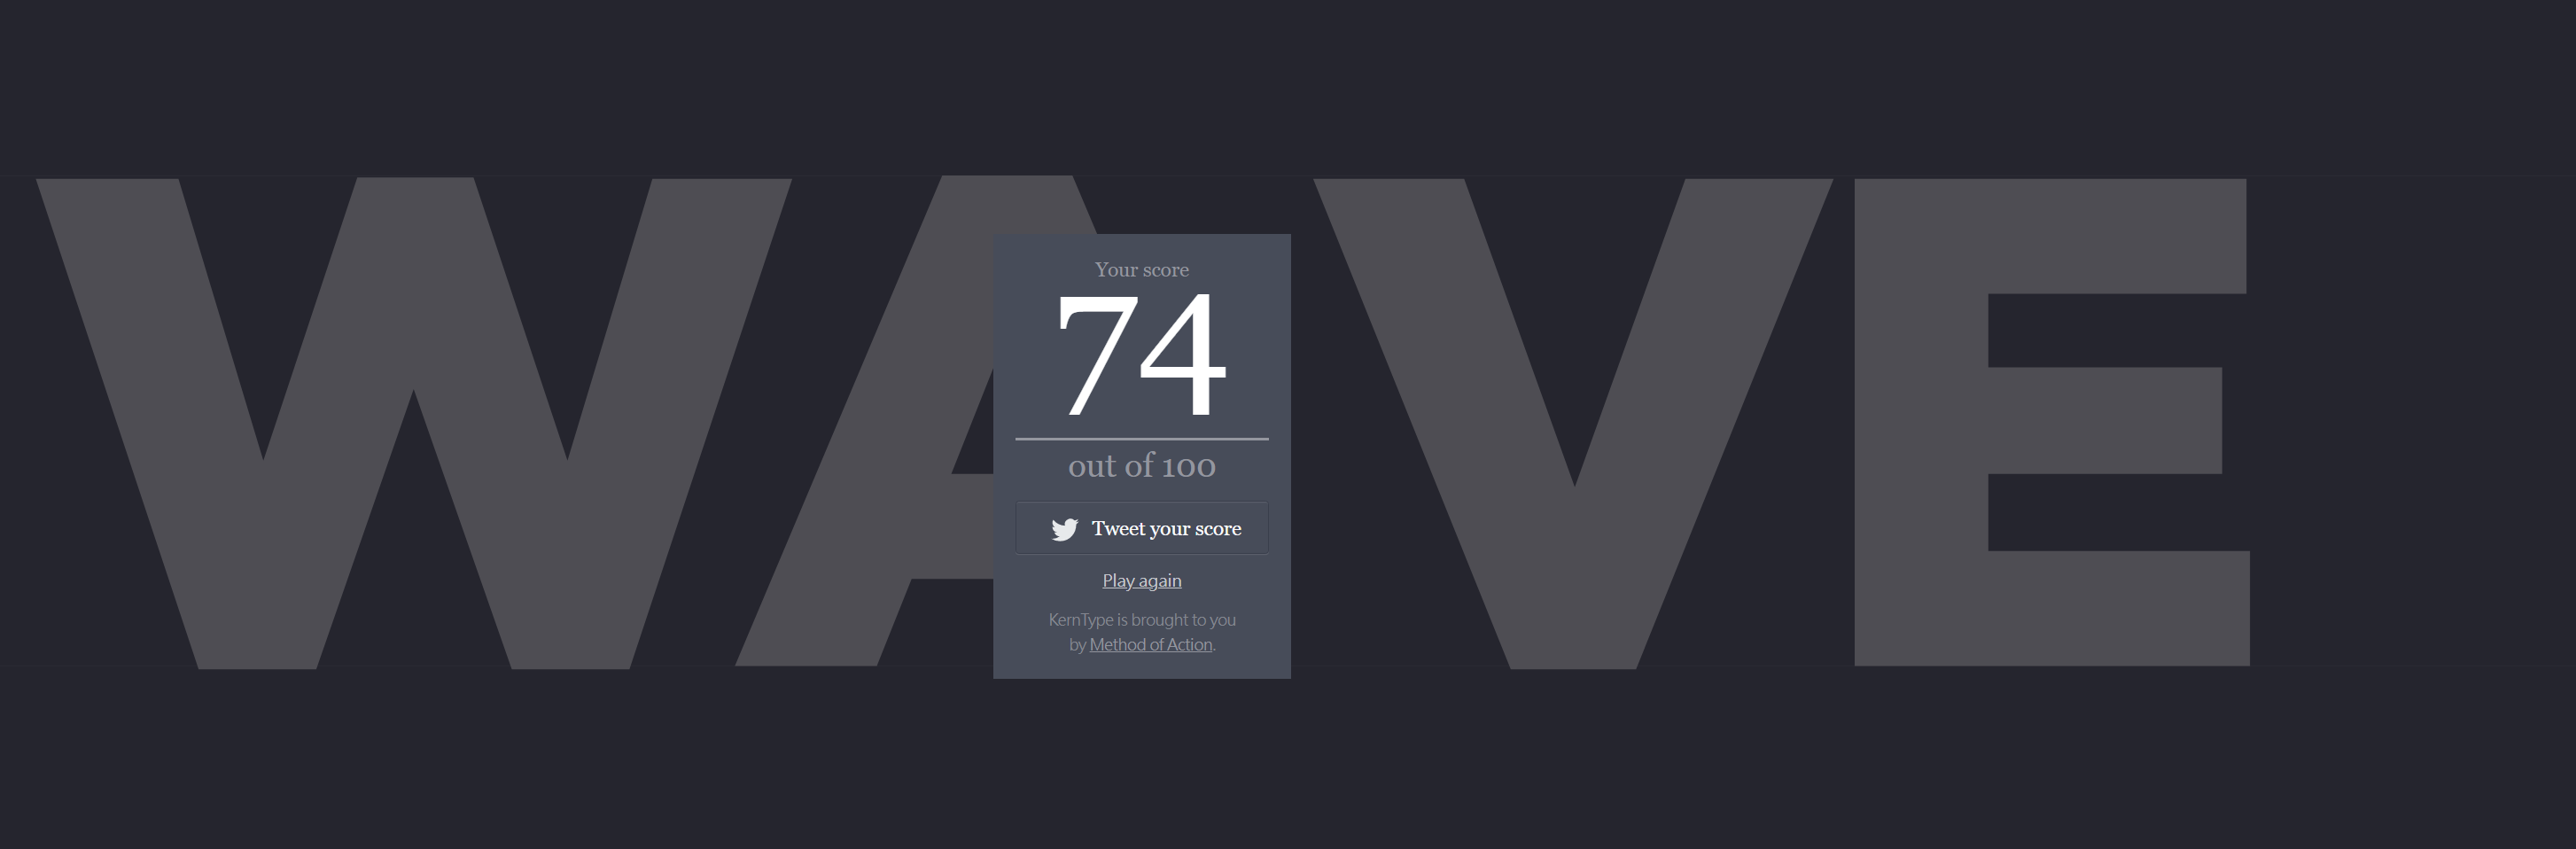 WAVE
Your score
74
out of 100
Tweet your score
Play again
KernType is brought to you
by Method of Action.